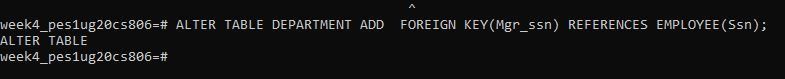 ^
week4_pes1ug20cs806=# ALTER TABLE DEPARTMENT ADD  FOREIGN KEY(Mgr_ssn) REFERENCES EMPLOYEE(Ssn);
ALTER TABLE
week4_pes1ug20cs806=#